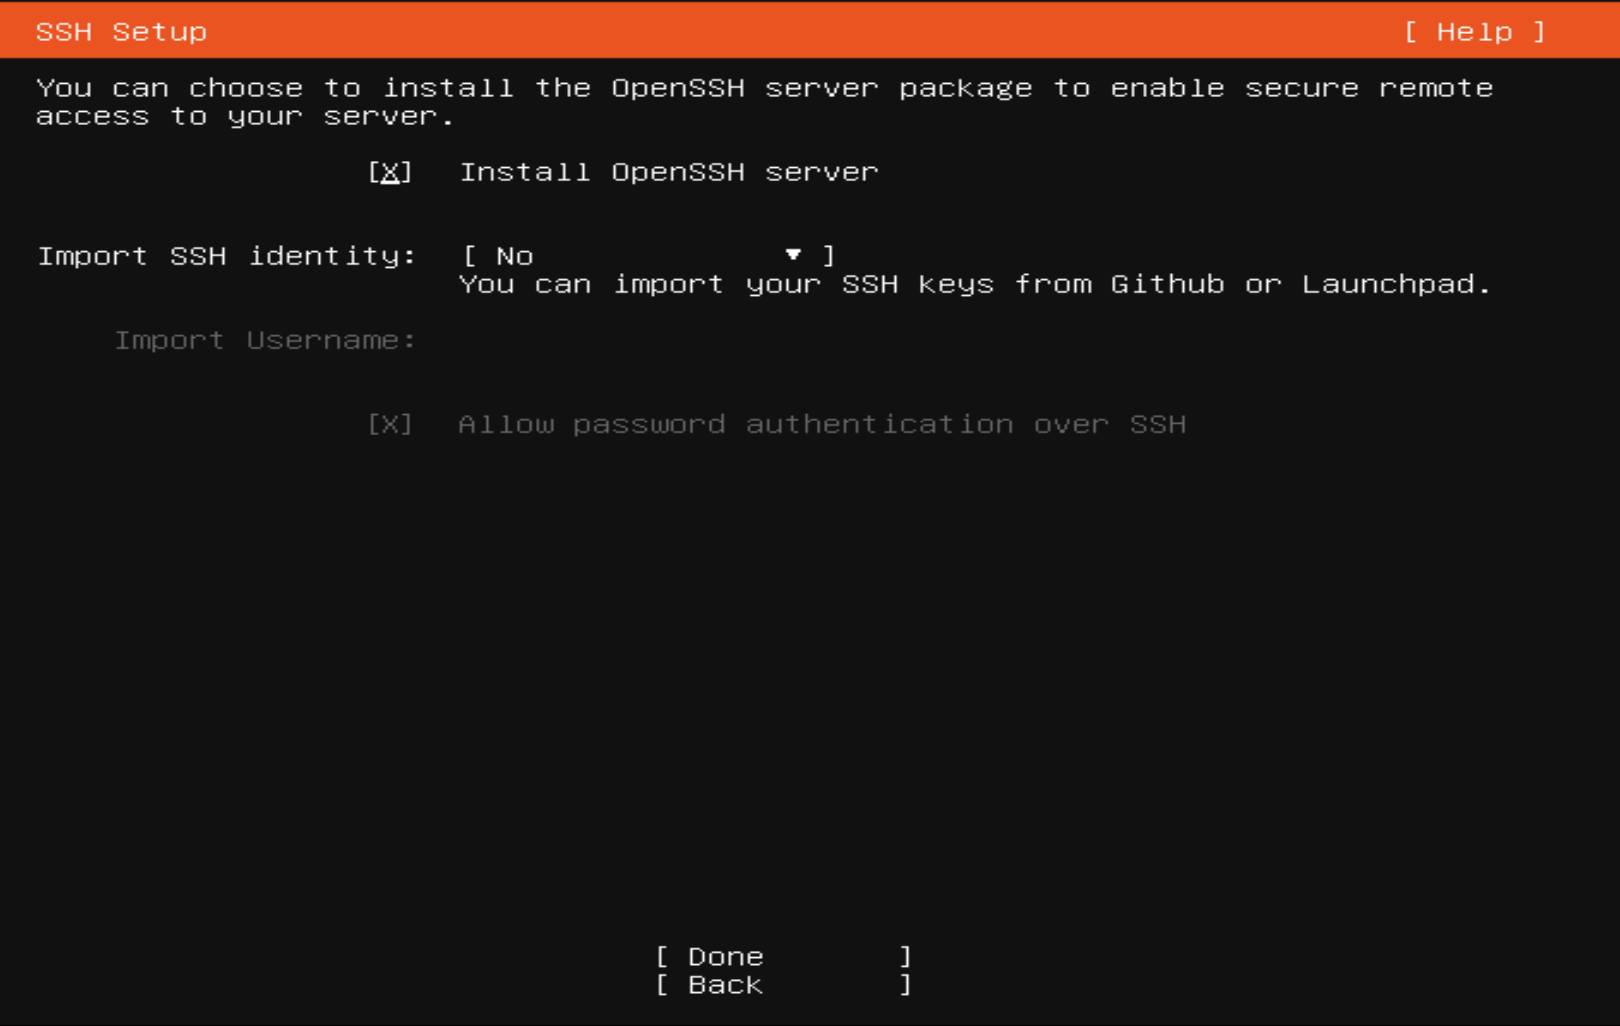 SSH Setup [ Help ]
You can choose to install the OpenSSH server package to enable secure remote
access to your server.
[X] Install OpenSSH server
Import SSH identity: [ No ▾ ]
You can import your SSH keys from Github or Launchpad.
Import Username:
[X] Allow password authentication over SSH
[ Done ]
[ Back ]